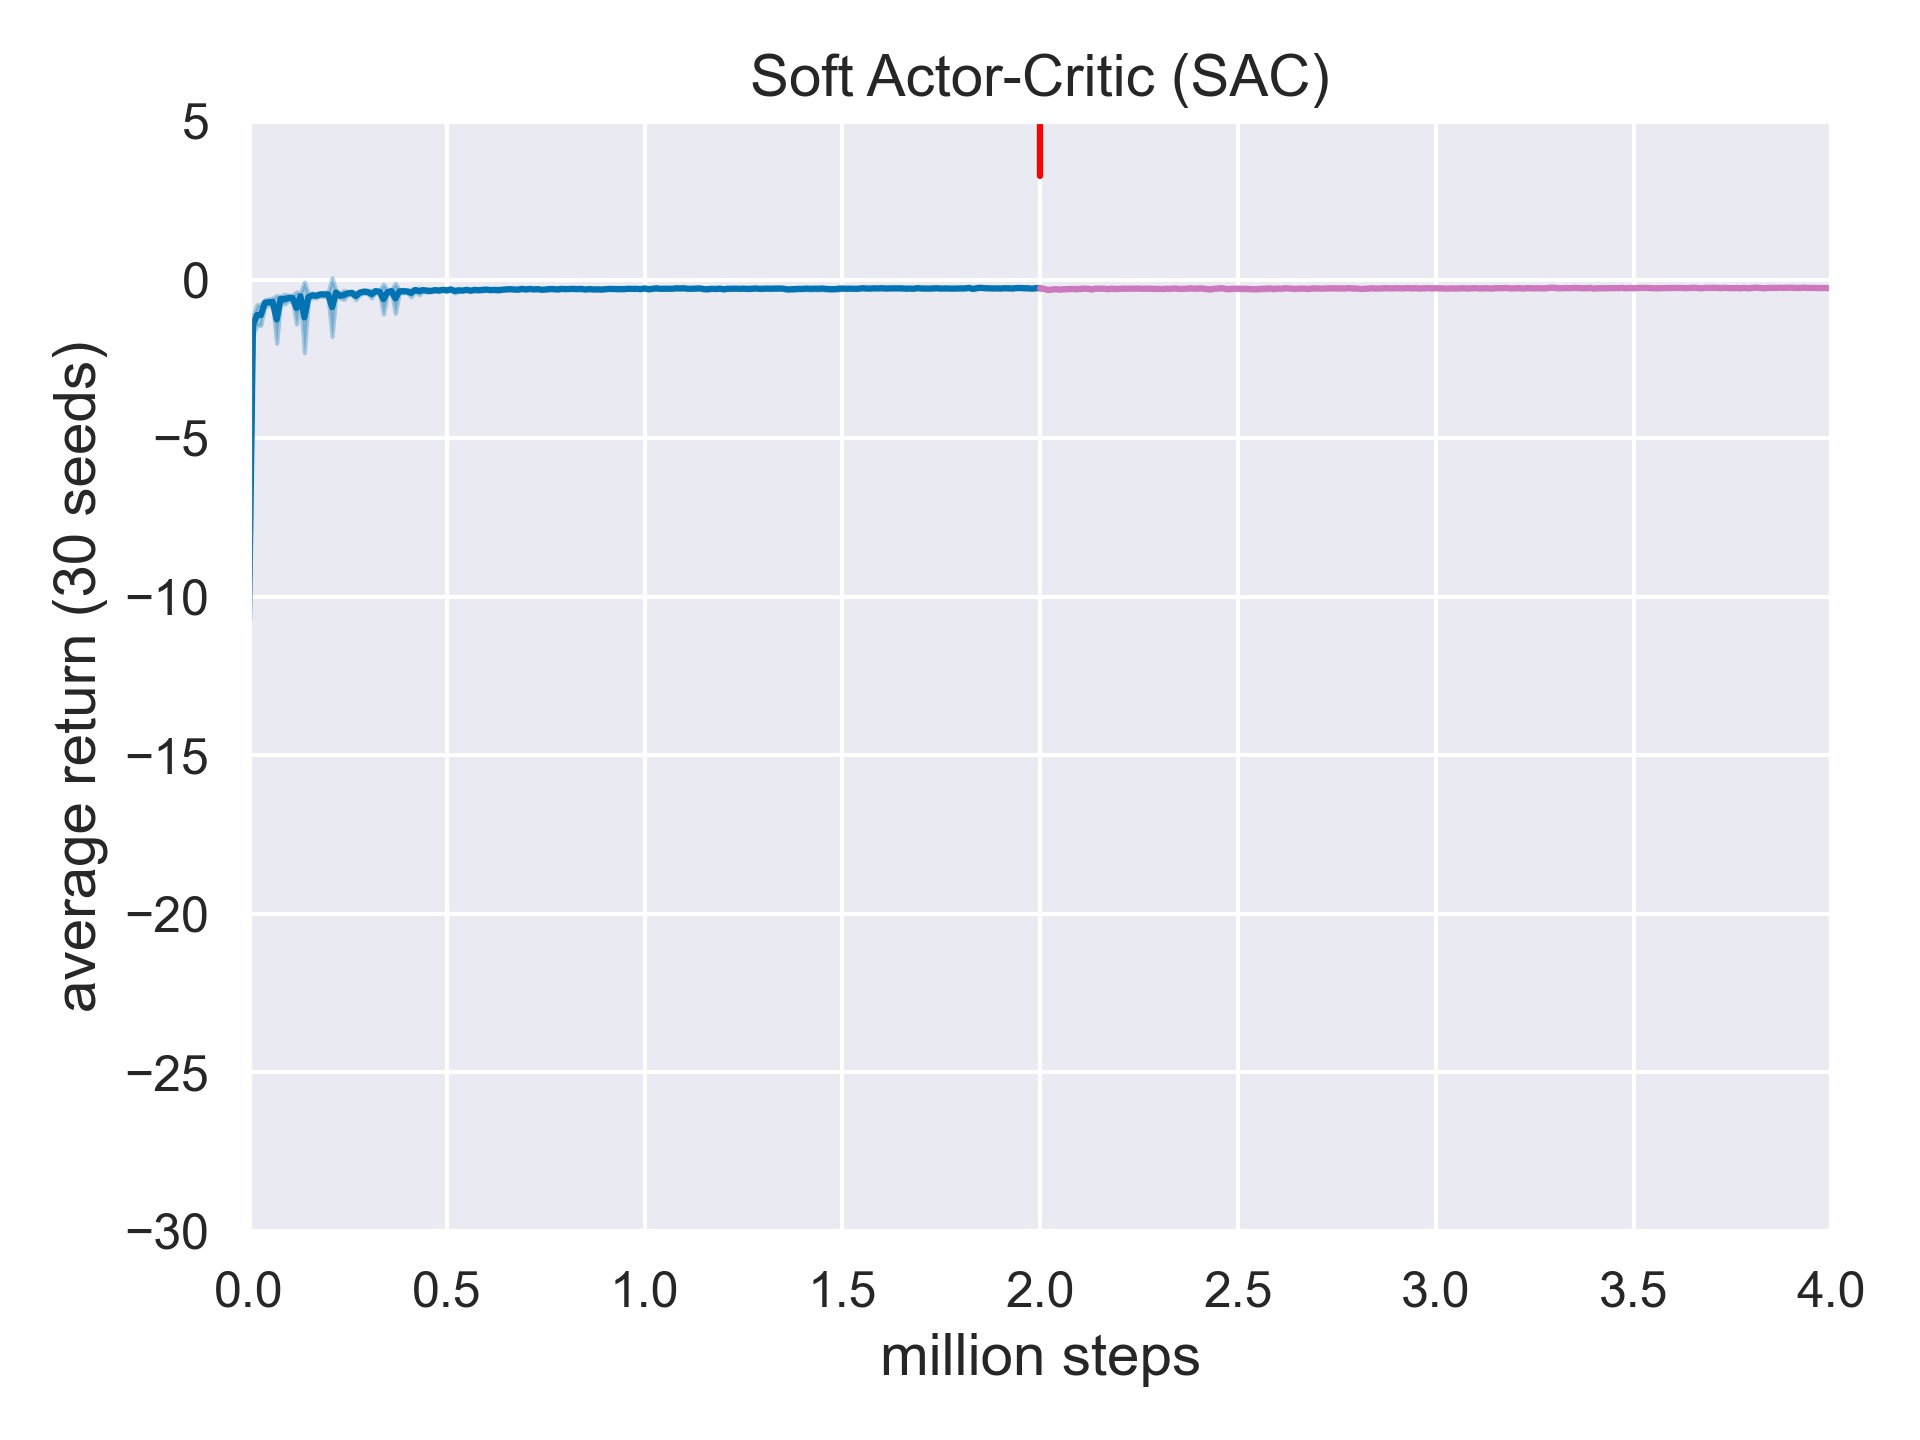 Soft Actor-Critic (SAC)
5
0
−5
−10
−15
−20
−25
−30
average return (30 seeds)
0.0 0.5 1.0 1.5 2.0 2.5 3.0 3.5 4.0
million steps